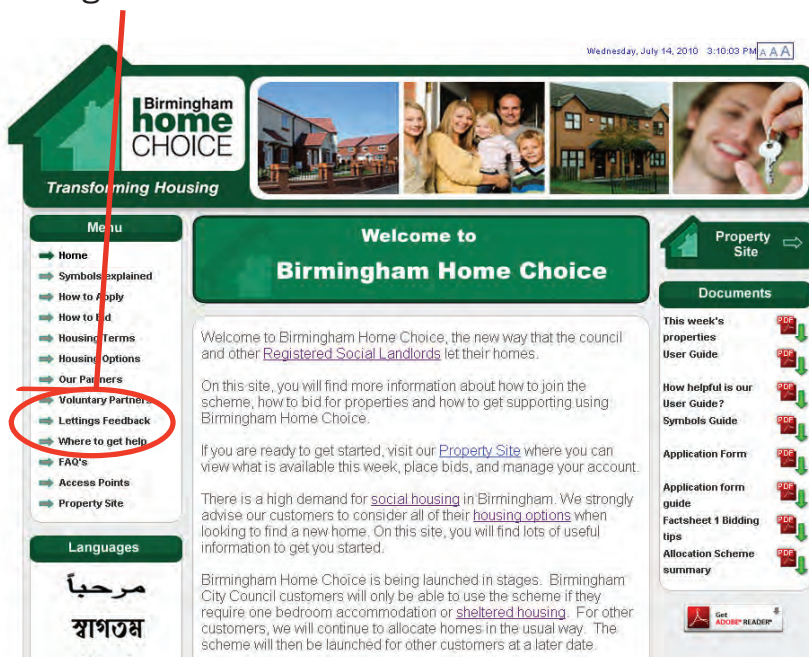 Wednesday, July 14, 2010 3:10:03 PM A A A
Birmingham
home
CHOICE
Transforming Housing
Menu
Home
Symbols explained
How to Apply
How to Bid
Housing Terms
Housing Options
Our Partners
Voluntary Partners
Lettings Feedback
Where to get help
FAQ's
Access Points
Property Site
Languages
مرحباً
স্বাগতম
Welcome to
Birmingham Home Choice
Welcome to Birmingham Home Choice, the new way that the council
and other Registered Social Landlords let their homes.
On this site, you will find more information about how to join the
scheme, how to bid for properties and how to get supporting using
Birmingham Home Choice.
If you are ready to get started, visit our Property Site where you can
view what is available this week, place bids, and manage your account.
There is a high demand for social housing in Birmingham. We strongly
advise our customers to consider all of their housing options when
looking to find a new home. On this site, you will find lots of useful
information to get you started.
Birmingham Home Choice is being launched in stages. Birmingham
City Council customers will only be able to use the scheme if they
require one bedroom accommodation or sheltered housing. For other
customers, we will continue to allocate homes in the usual way. The
scheme will then be launched for other customers at a later date.
Property
Site
Documents
This week's
properties
PDF
User Guide
PDF
How helpful is our
User Guide?
PDF
Symbols Guide
PDF
Application Form
PDF
Application form
guide
PDF
Factsheet 1 Bidding
tips
PDF
Allocation Scheme
summary
PDF
Get
ADOBE® READER®